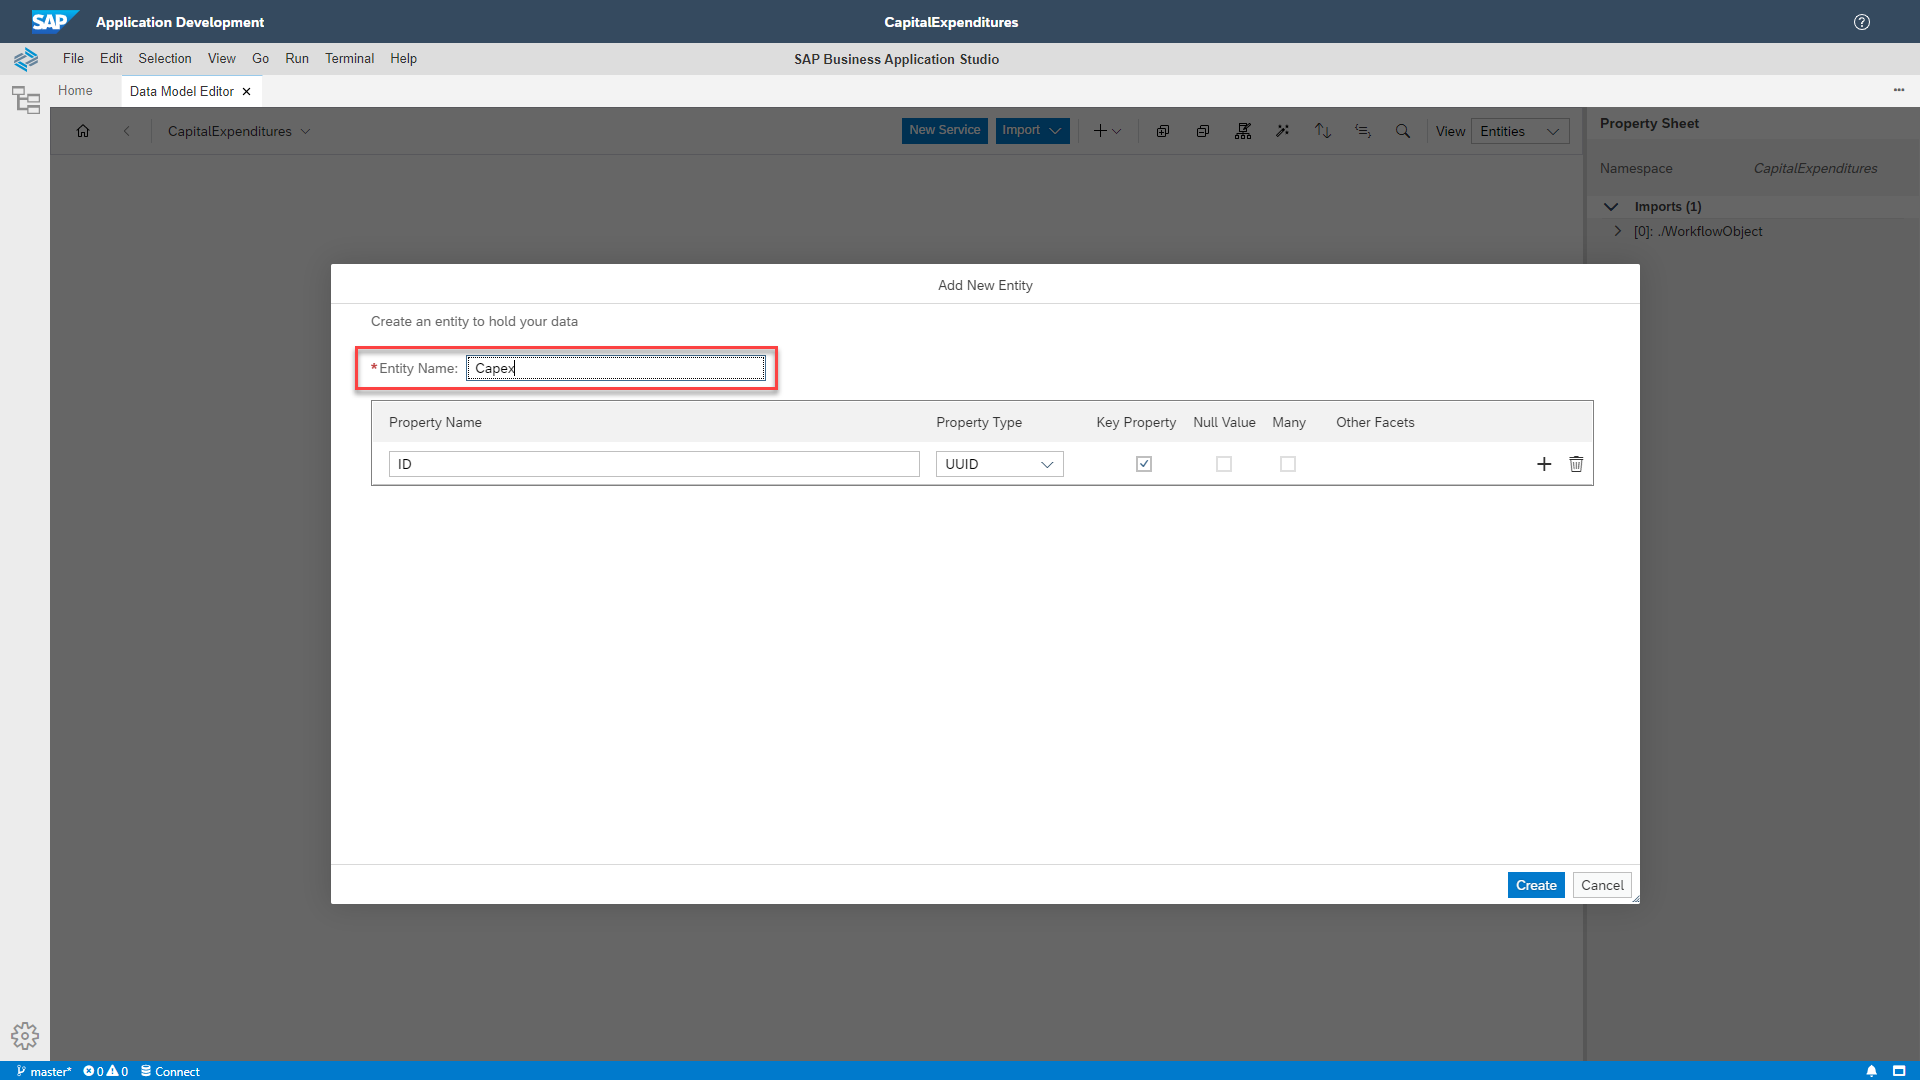 SAP Application Development CapitalExpenditures
File Edit Selection View Go Run Terminal Help SAP Business Application Studio
Home Data Model Editor
CapitalExpenditures New Service Import View Entities Property Sheet
Namespace CapitalExpenditures
Imports (1)
[0]: ./WorkflowObject
Add New Entity
Create an entity to hold your data
*Entity Name: Capex
Property Name Property Type Key Property Null Value Many Other Facets
ID UUID
Create Cancel
master* 0 0 Connect